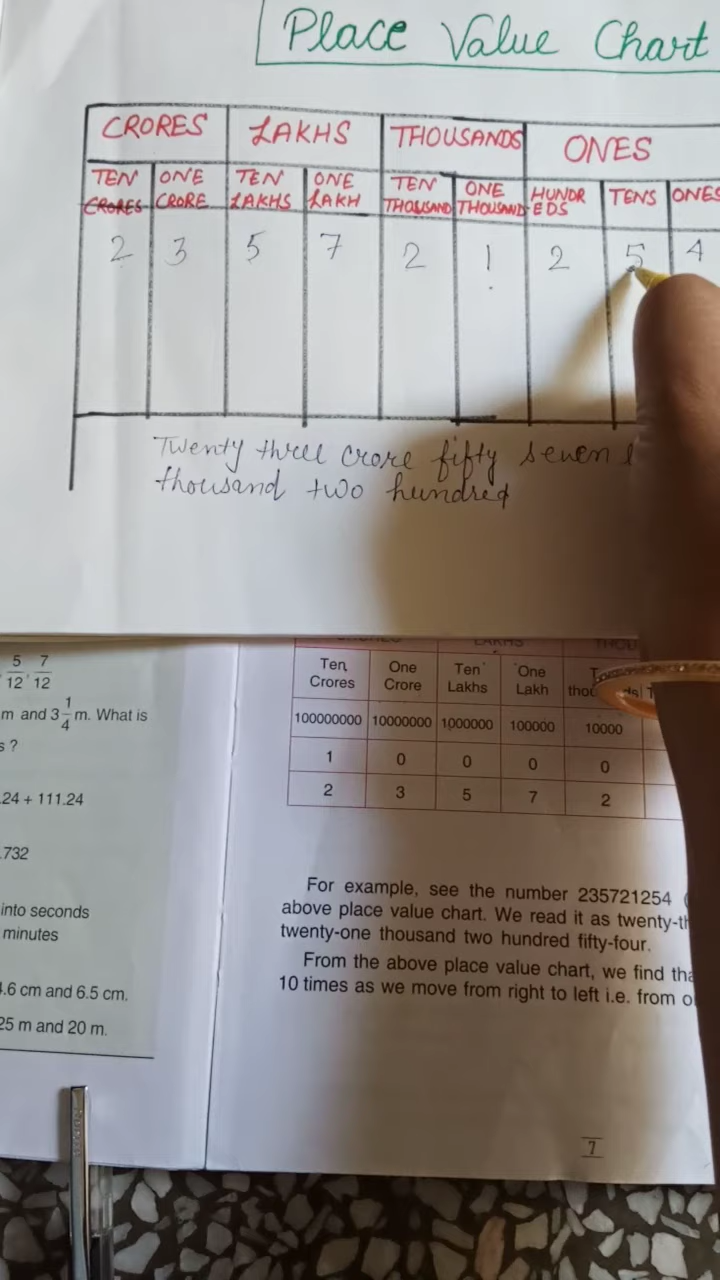 Place Value Chart
CRORES LAKHS THOUSANDS ONES
TEN CRORES ONE CRORE TEN LAKHS ONE LAKH TEN THOUSAND ONE THOUSAND HUNDREDS TENS ONES
2 3 5 7 2 1 2 5 4
Twenty three crore fifty seven
thousand two hundred
5/12, 7/12
m and 3 1/4 m. What is
?
.24 + 111.24
.732
into seconds
minutes
.6 cm and 6.5 cm.
25 m and 20 m.
LAKHS
Ten Crores One Crore Ten Lakhs One Lakh
100000000 10000000 1000000 100000 10000
1 0 0 0 0
2 3 5 7 2
For example, see the number 235721254
above place value chart. We read it as
twenty-one thousand two hundred fifty-four.
From the above place value chart, we find
10 times as we move from right to left i.e. from
7